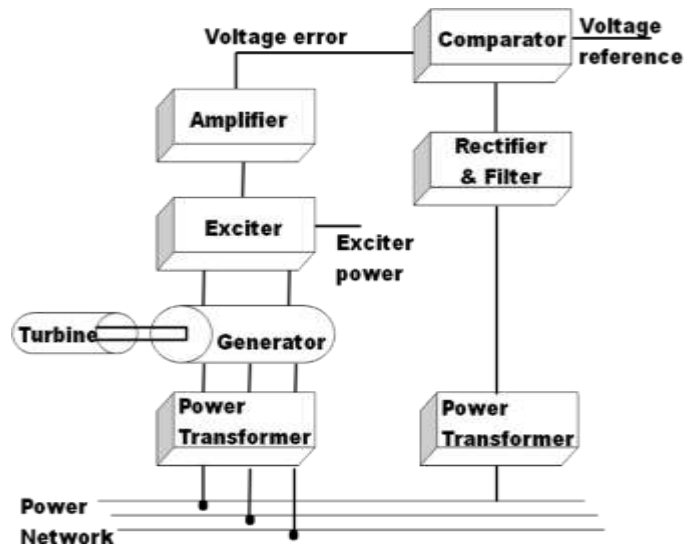 Voltage error
Comparator
Voltage
reference
Amplifier
Rectifier
& Filter
Exciter
Exciter
power
Turbine
Generator
Power
Transformer
Power
Transformer
Power
Network